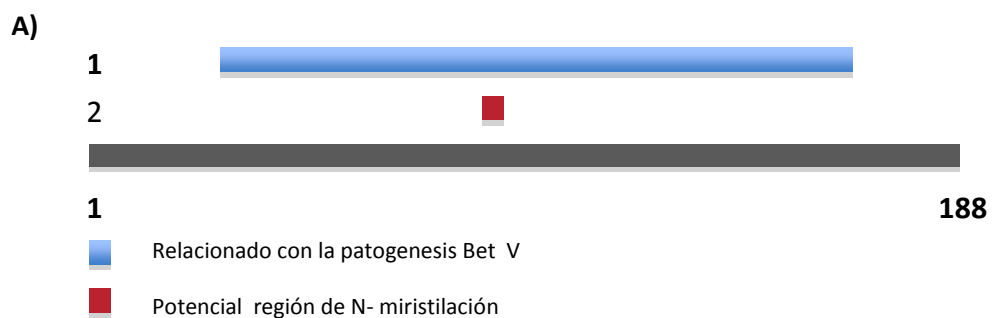 A)
1
2
1 188
Relacionado con la patogenesis Bet V
Potencial región de N- miristilación